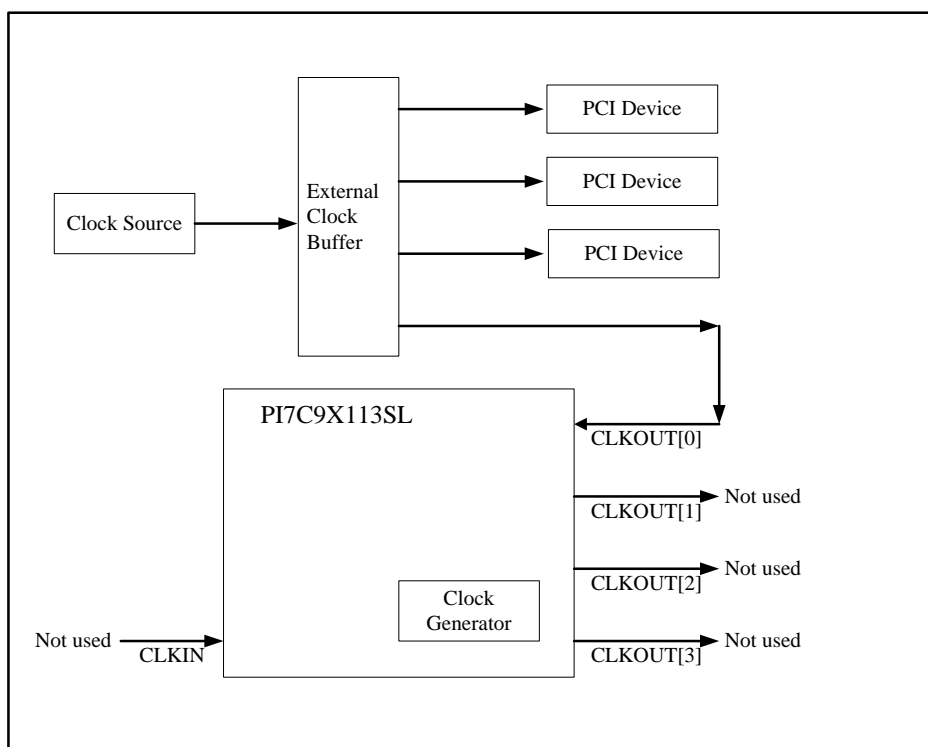 PCI Device
PCI Device
PCI Device
Clock Source
External
Clock
Buffer
PI7C9X113SL
CLKOUT[0]
CLKOUT[1]
Not used
CLKOUT[2]
Not used
Clock
Generator
CLKOUT[3]
Not used
Not used
CLKIN